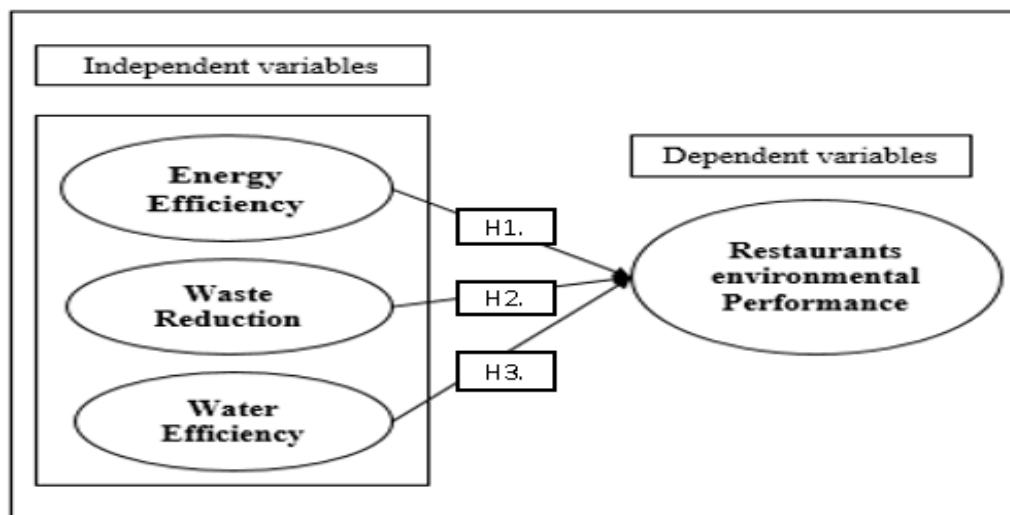 Independent variables
Energy
Efficiency
Waste
Reduction
Water
Efficiency
H1.
H2.
H3.
Dependent variables
Restaurants
environmental
Performance